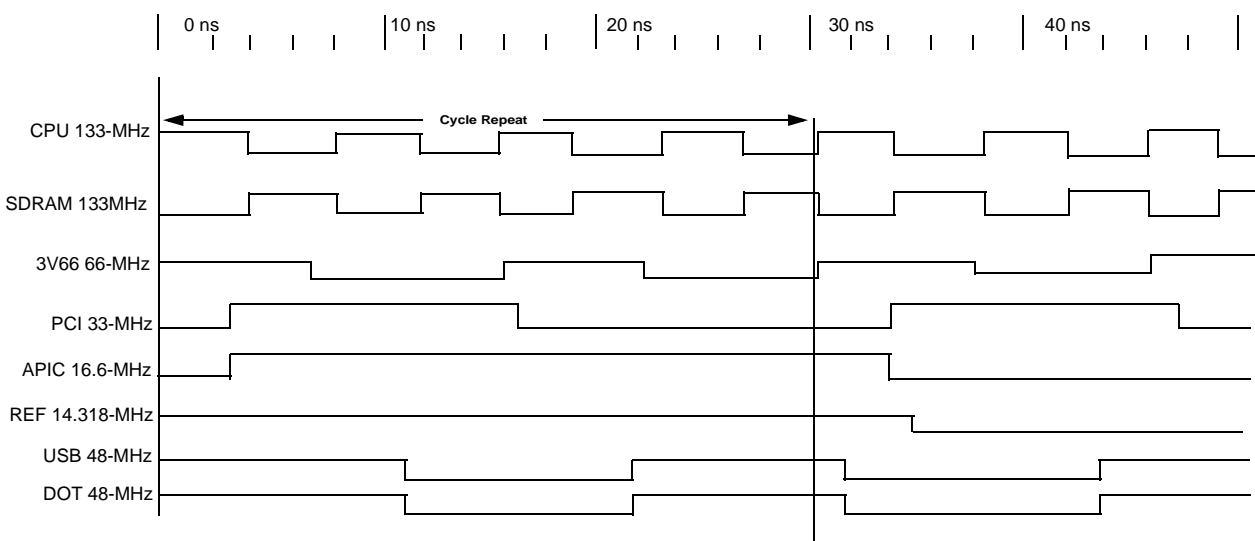 0 ns 10 ns 20 ns 30 ns 40 ns
Cycle Repeat
CPU 133-MHz
SDRAM 133MHz
3V66 66-MHz
PCI 33-MHz
APIC 16.6-MHz
REF 14.318-MHz
USB 48-MHz
DOT 48-MHz